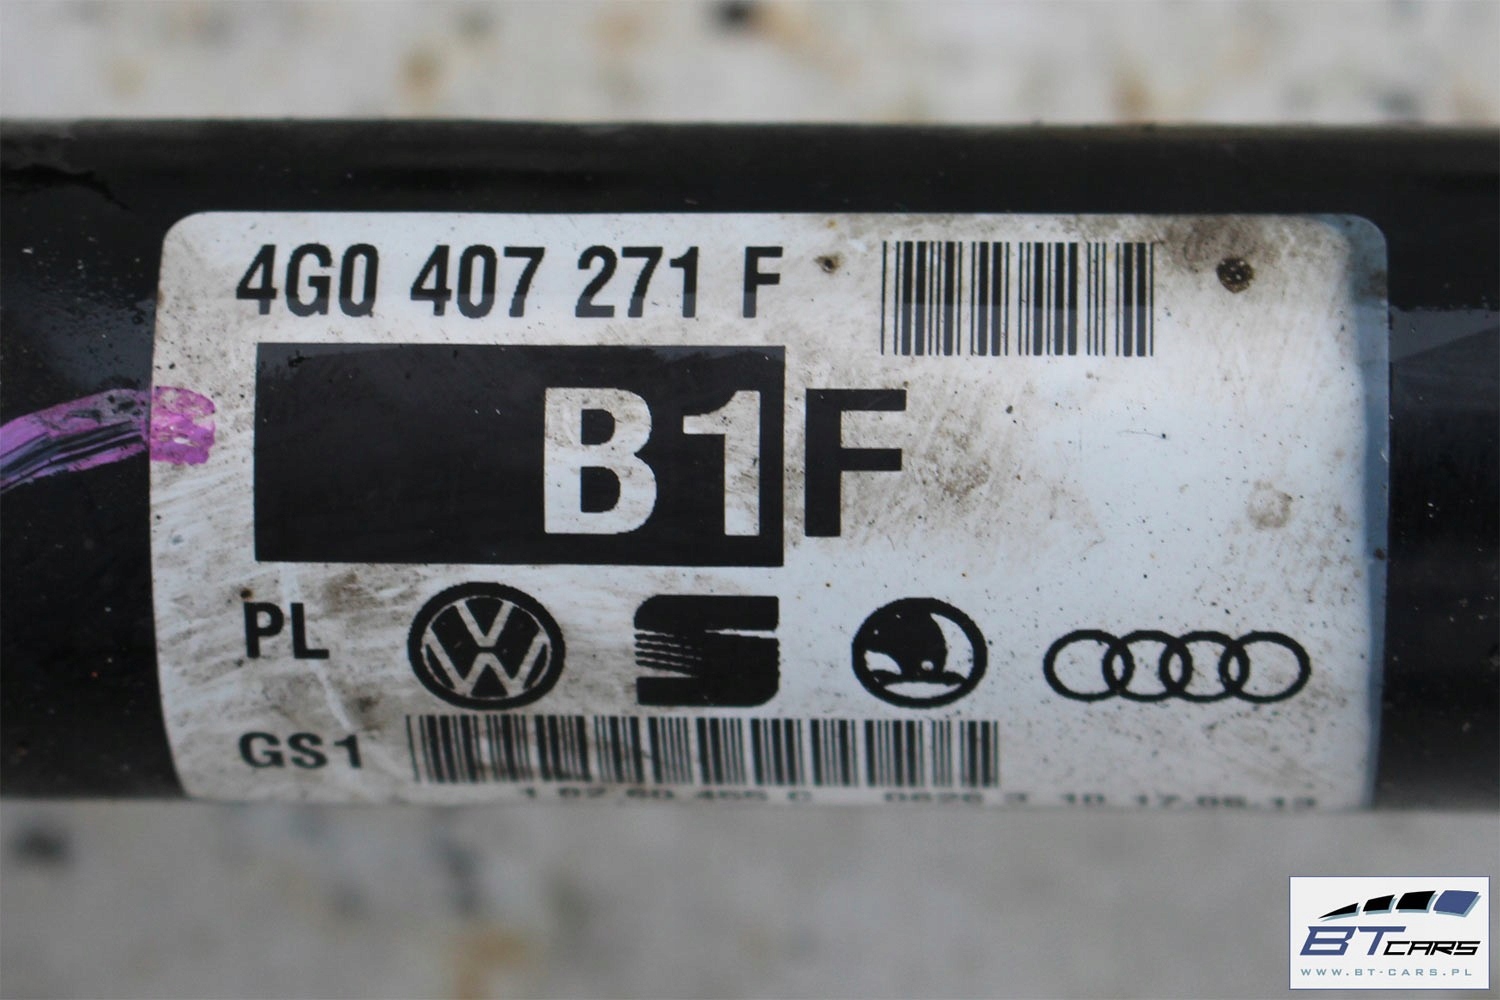 4G0 407 271 F
B1F
PL
GS1
BT CARS
WWW.BT-CARS.PL